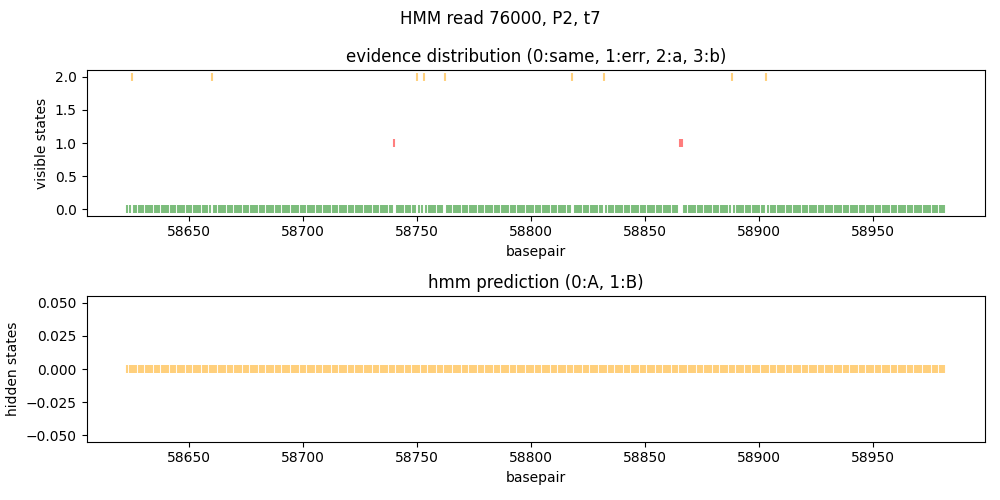 HMM read 76000, P2, t7
evidence distribution (0:same, 1:err, 2:a, 3:b)
visible states
2.0
1.5
1.0
0.5
0.0
58650 58700 58750 58800 58850 58900 58950
basepair
hmm prediction (0:A, 1:B)
hidden states
0.050
0.025
0.000
−0.025
−0.050
58650 58700 58750 58800 58850 58900 58950
basepair